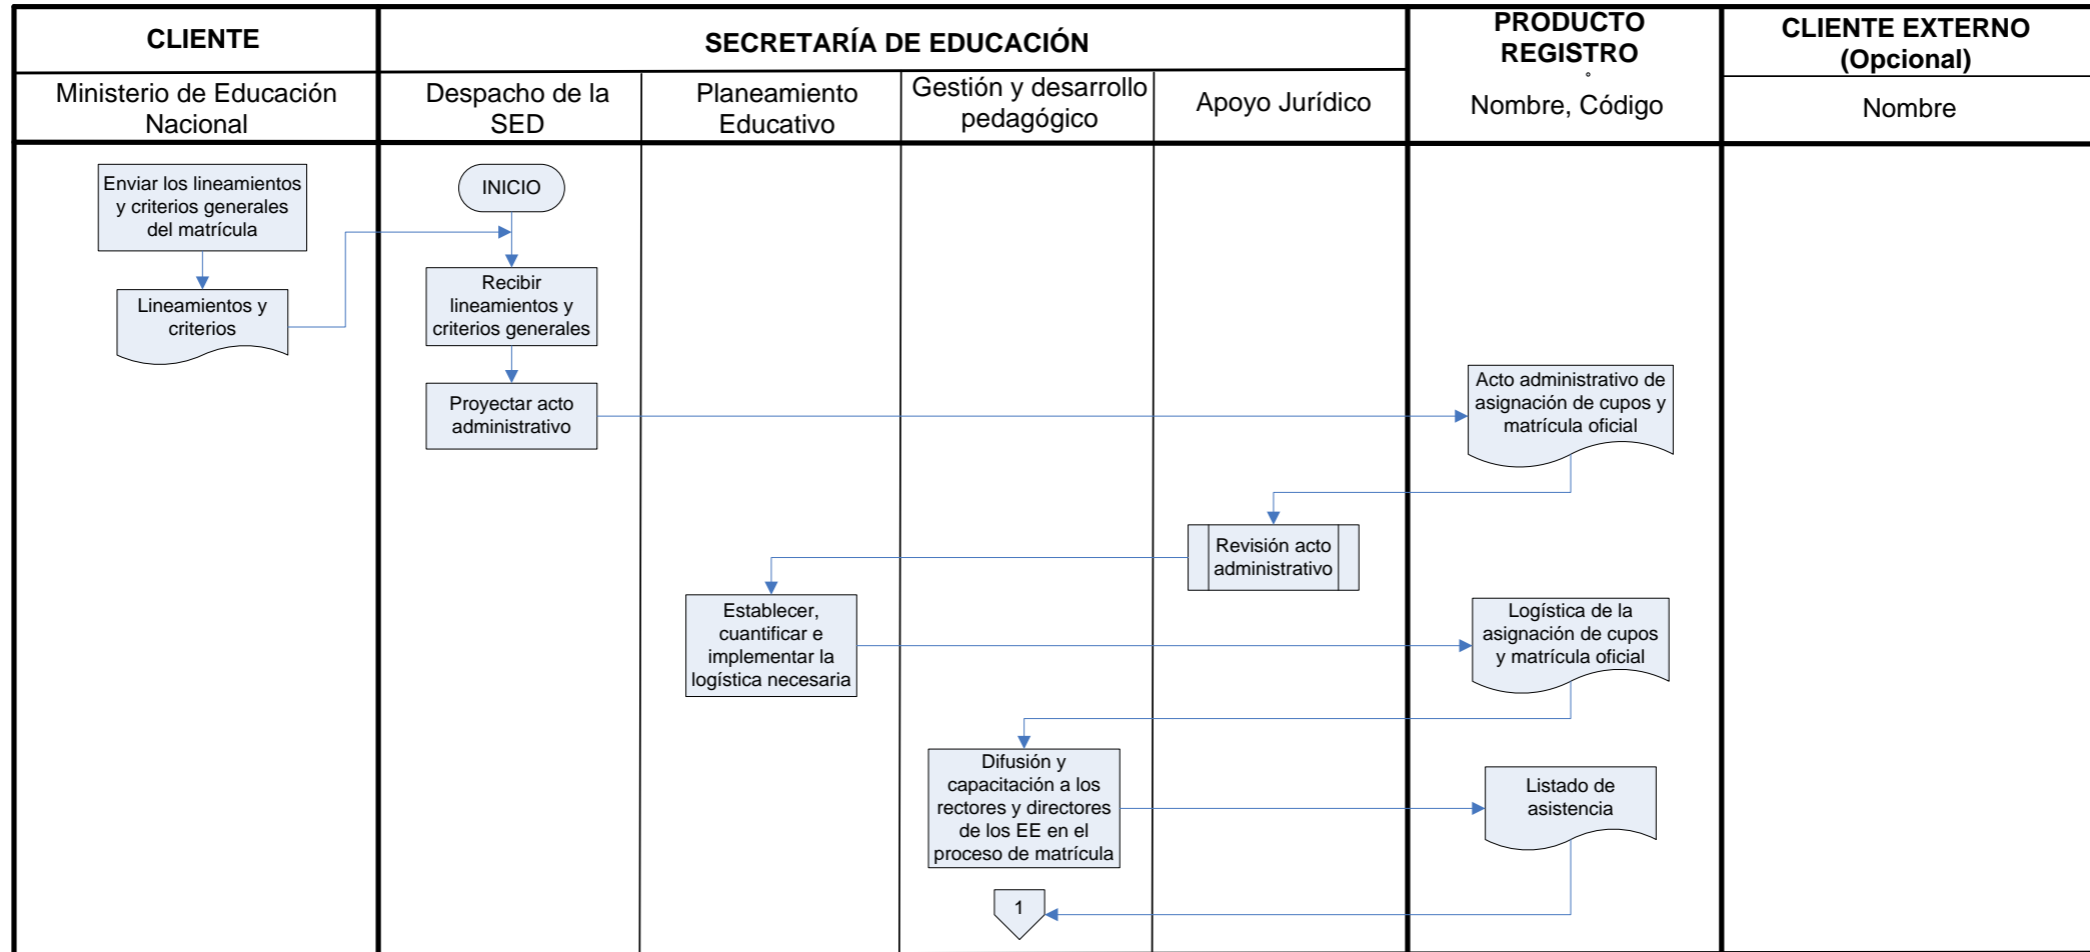 CLIENTE
SECRETARÍA DE EDUCACIÓN
PRODUCTO
REGISTRO
CLIENTE EXTERNO
(Opcional)
Ministerio de Educación
Nacional
Despacho de la
SED
Planeamiento
Educativo
Gestión y desarrollo
pedagógico
Apoyo Jurídico
Nombre, Código
Nombre
Enviar los lineamientos
y criterios generales
del matrícula
INICIO
Lineamientos y
criterios
Recibir
lineamientos y
criterios generales
Proyectar acto
administrativo
Acto administrativo de
asignación de cupos y
matrícula oficial
Revisión acto
administrativo
Establecer,
cuantificar e
implementar la
logística necesaria
Logística de la
asignación de cupos
y matrícula oficial
Difusión y
capacitación a los
rectores y directores
de los EE en el
proceso de matrícula
Listado de
asistencia
1